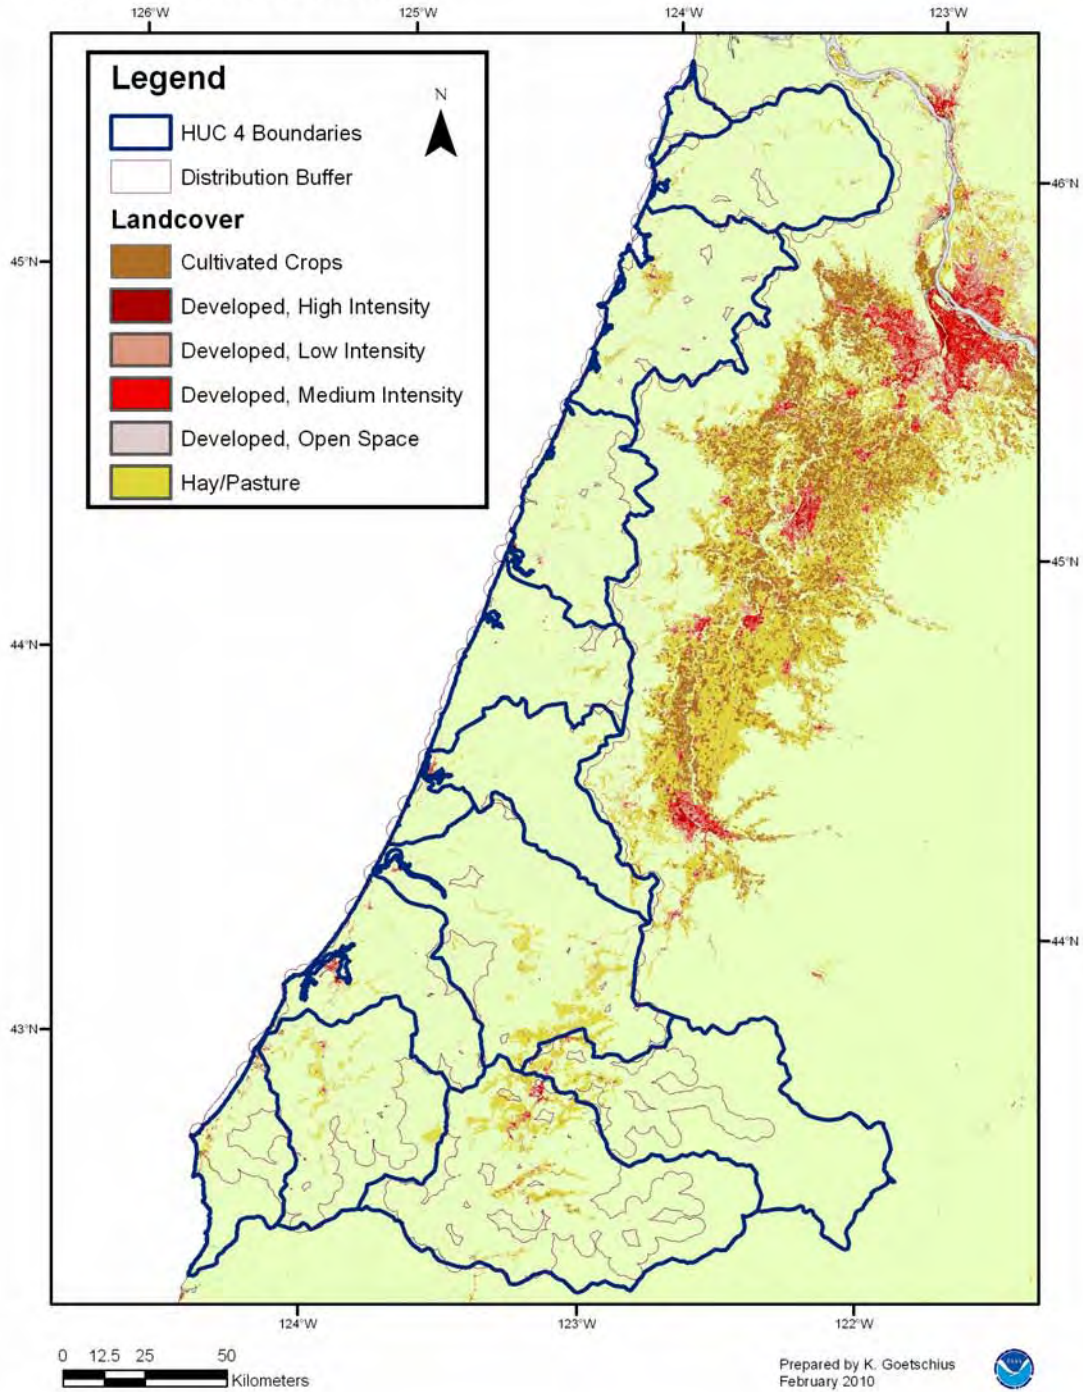 126°W 125°W 124°W 123°W
Legend
N
HUC 4 Boundaries
Distribution Buffer
Landcover
Cultivated Crops
Developed, High Intensity
Developed, Low Intensity
Developed, Medium Intensity
Developed, Open Space
Hay/Pasture
46°N
45°N
45°N
44°N
44°N
43°N
124°W 123°W 122°W
0 12.5 25 50
Kilometers
Prepared by K. Goetschius
February 2010